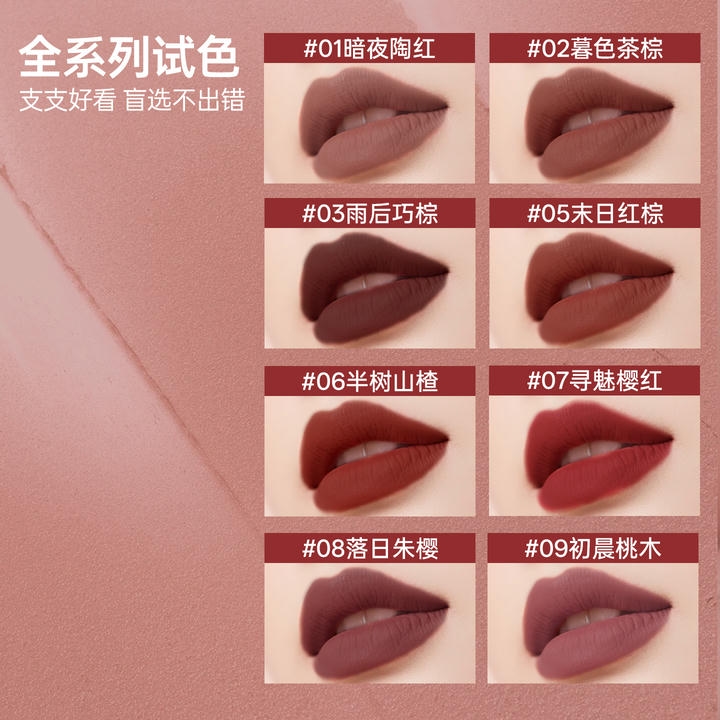 全系列试色
支支好看 盲选不出错
#01暗夜陶红
#02暮色茶棕
#03雨后巧棕
#05末日红棕
#06半树山楂
#07寻魅樱红
#08落日朱樱
#09初晨桃木